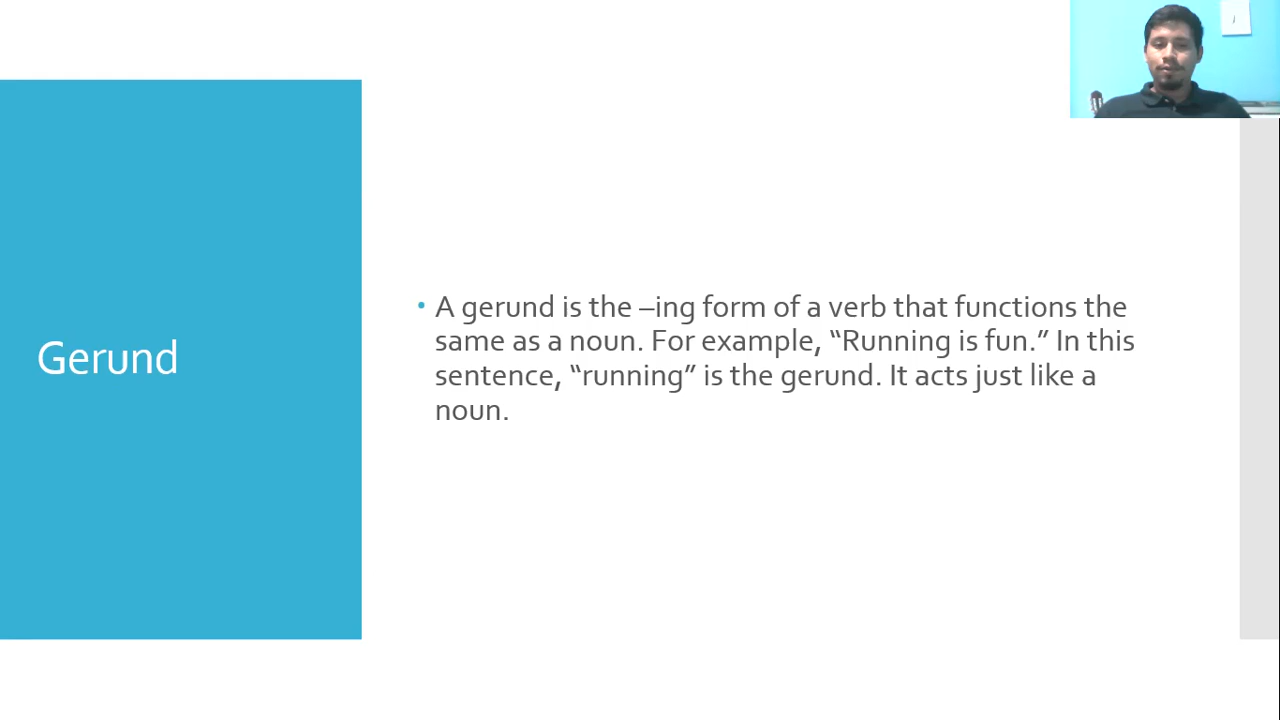 Gerund
• A gerund is the –ing form of a verb that functions the
same as a noun. For example, “Running is fun.” In this
sentence, “running” is the gerund. It acts just like a
noun.